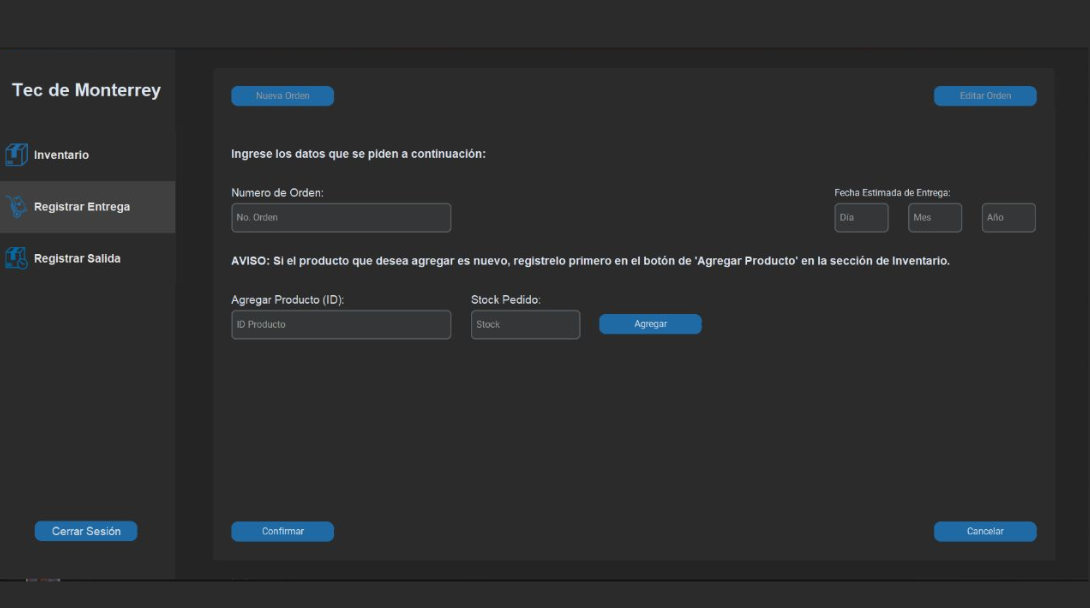 Tec de Monterrey
Inventario
Registrar Entrega
Registrar Salida
Cerrar Sesión
Nueva Orden
Editar Orden
Ingrese los datos que se piden a continuación:
Numero de Orden:
Fecha Estimada de Entrega:
No. Orden
Día
Mes
Año
AVISO: Si el producto que desea agregar es nuevo, registrelo primero en el botón de 'Agregar Producto' en la sección de Inventario.
Agregar Producto (ID):
Stock Pedido:
ID Producto
Stock
Agregar
Confirmar
Cancelar